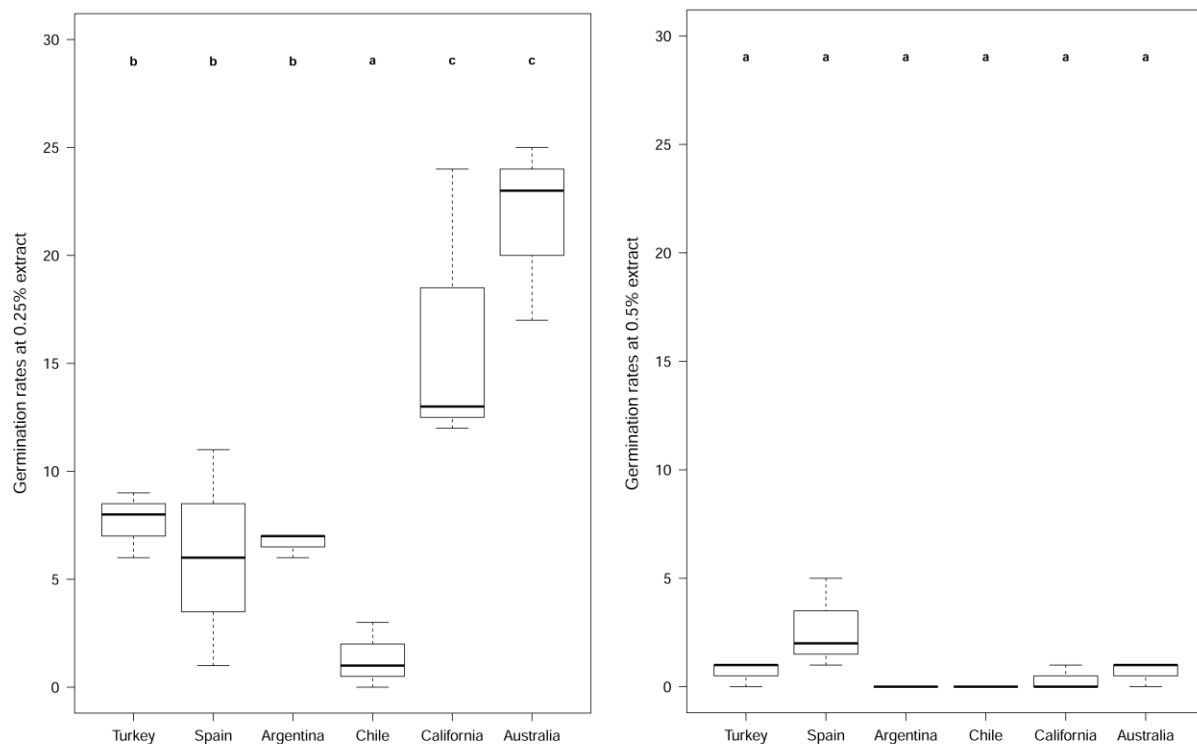 Germination rates at 0.25% extract
30
25
20
15
10
5
0
b b b a c c
Turkey Spain Argentina Chile California Australia
Germination rates at 0.5% extract
30
25
20
15
10
5
0
a a a a a a
Turkey Spain Argentina Chile California Australia